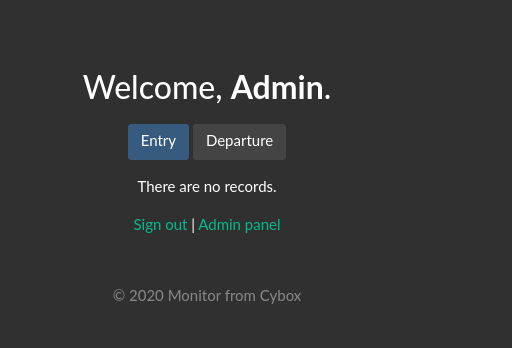 Welcome, Admin.
Entry Departure
There are no records.
Sign out | Admin panel
© 2020 Monitor from Cybox